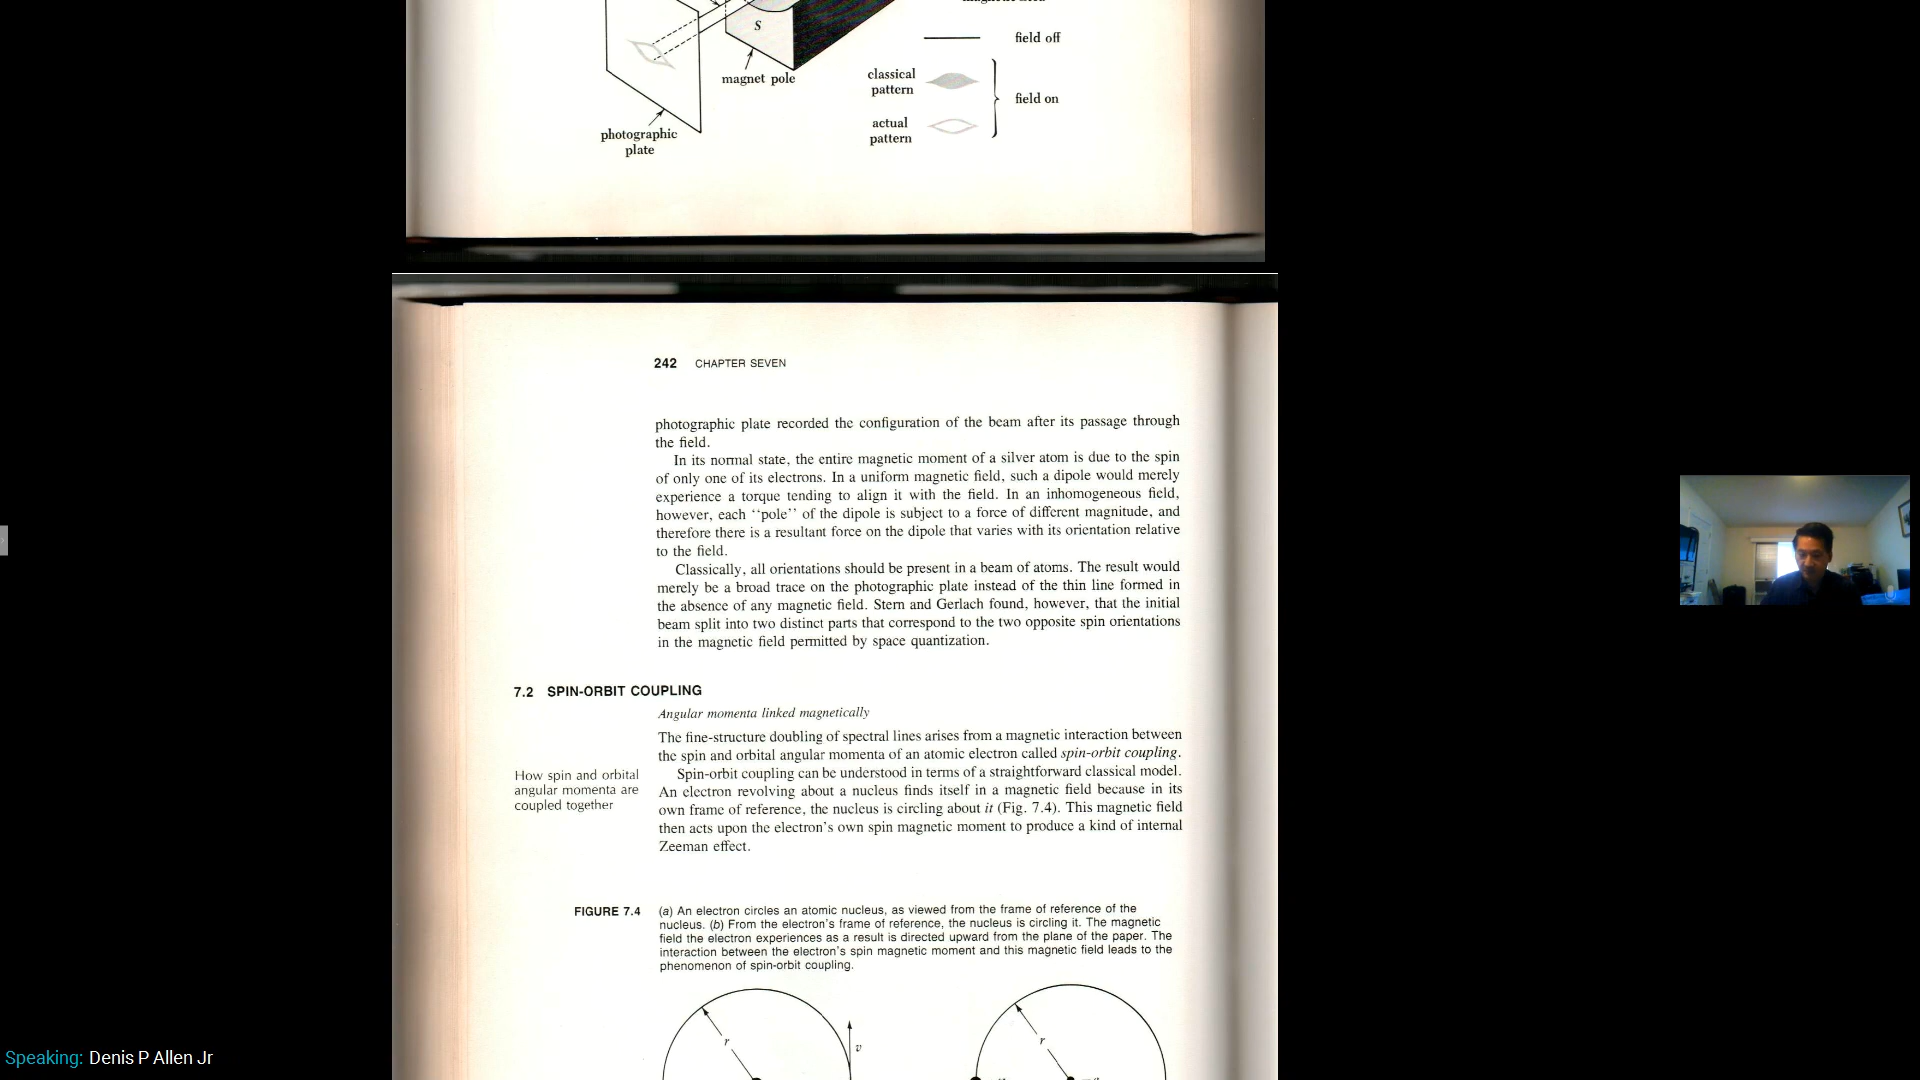 S
field off
magnet pole
classical
pattern
field on
actual
pattern
photographic
plate
242 CHAPTER SEVEN
photographic plate recorded the configuration of the beam after its passage through
the field.
In its normal state, the entire magnetic moment of a silver atom is due to the spin
of only one of its electrons. In a uniform magnetic field, such a dipole would merely
experience a torque tending to align it with the field. In an inhomogeneous field,
however, each "pole" of the dipole is subject to a force of different magnitude, and
therefore there is a resultant force on the dipole that varies with its orientation relative
to the field.
Classically, all orientations should be present in a beam of atoms. The result would
merely be a broad trace on the photographic plate instead of the thin line formed in
the absence of any magnetic field. Stern and Gerlach found, however, that the initial
beam split into two distinct parts that correspond to the two opposite spin orientations
in the magnetic field permitted by space quantization.
7.2 SPIN-ORBIT COUPLING
Angular momenta linked magnetically
The fine-structure doubling of spectral lines arises from a magnetic interaction between
the spin and orbital angular momenta of an atomic electron called spin-orbit coupling.
How spin and orbital
angular momenta are
coupled together
Spin-orbit coupling can be understood in terms of a straightforward classical model.
An electron revolving about a nucleus finds itself in a magnetic field because in its
own frame of reference, the nucleus is circling about it (Fig. 7.4). This magnetic field
then acts upon the electron's own spin magnetic moment to produce a kind of internal
Zeeman effect.
FIGURE 7.4 (a) An electron circles an atomic nucleus, as viewed from the frame of reference of the
nucleus. (b) From the electron's frame of reference, the nucleus is circling it. The magnetic
field the electron experiences as a result is directed upward from the plane of the paper. The
interaction between the electron's spin magnetic moment and this magnetic field leads to the
phenomenon of spin-orbit coupling.
r
v
r
Speaking: Denis P Allen Jr